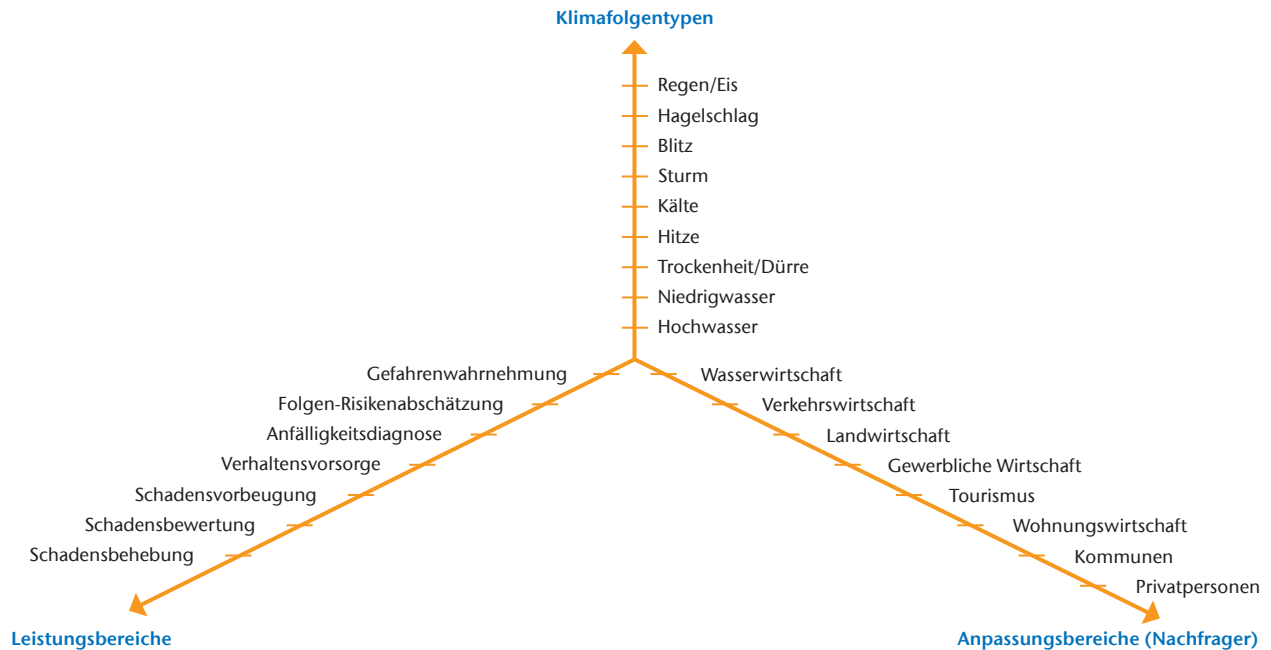 Klimafolgentypen
Regen/Eis
Hagelschlag
Blitz
Sturm
Kälte
Hitze
Trockenheit/Dürre
Niedrigwasser
Hochwasser
Gefahrenwahrnehmung
Folgen-Risikenabschätzung
Anfälligkeitsdiagnose
Verhaltensvorsorge
Schadensvorbeugung
Schadensbewertung
Schadensbehebung
Leistungsbereiche
Wasserwirtschaft
Verkehrswirtschaft
Landwirtschaft
Gewerbliche Wirtschaft
Tourismus
Wohnungswirtschaft
Kommunen
Privatpersonen
Anpassungsbereiche (Nachfrager)